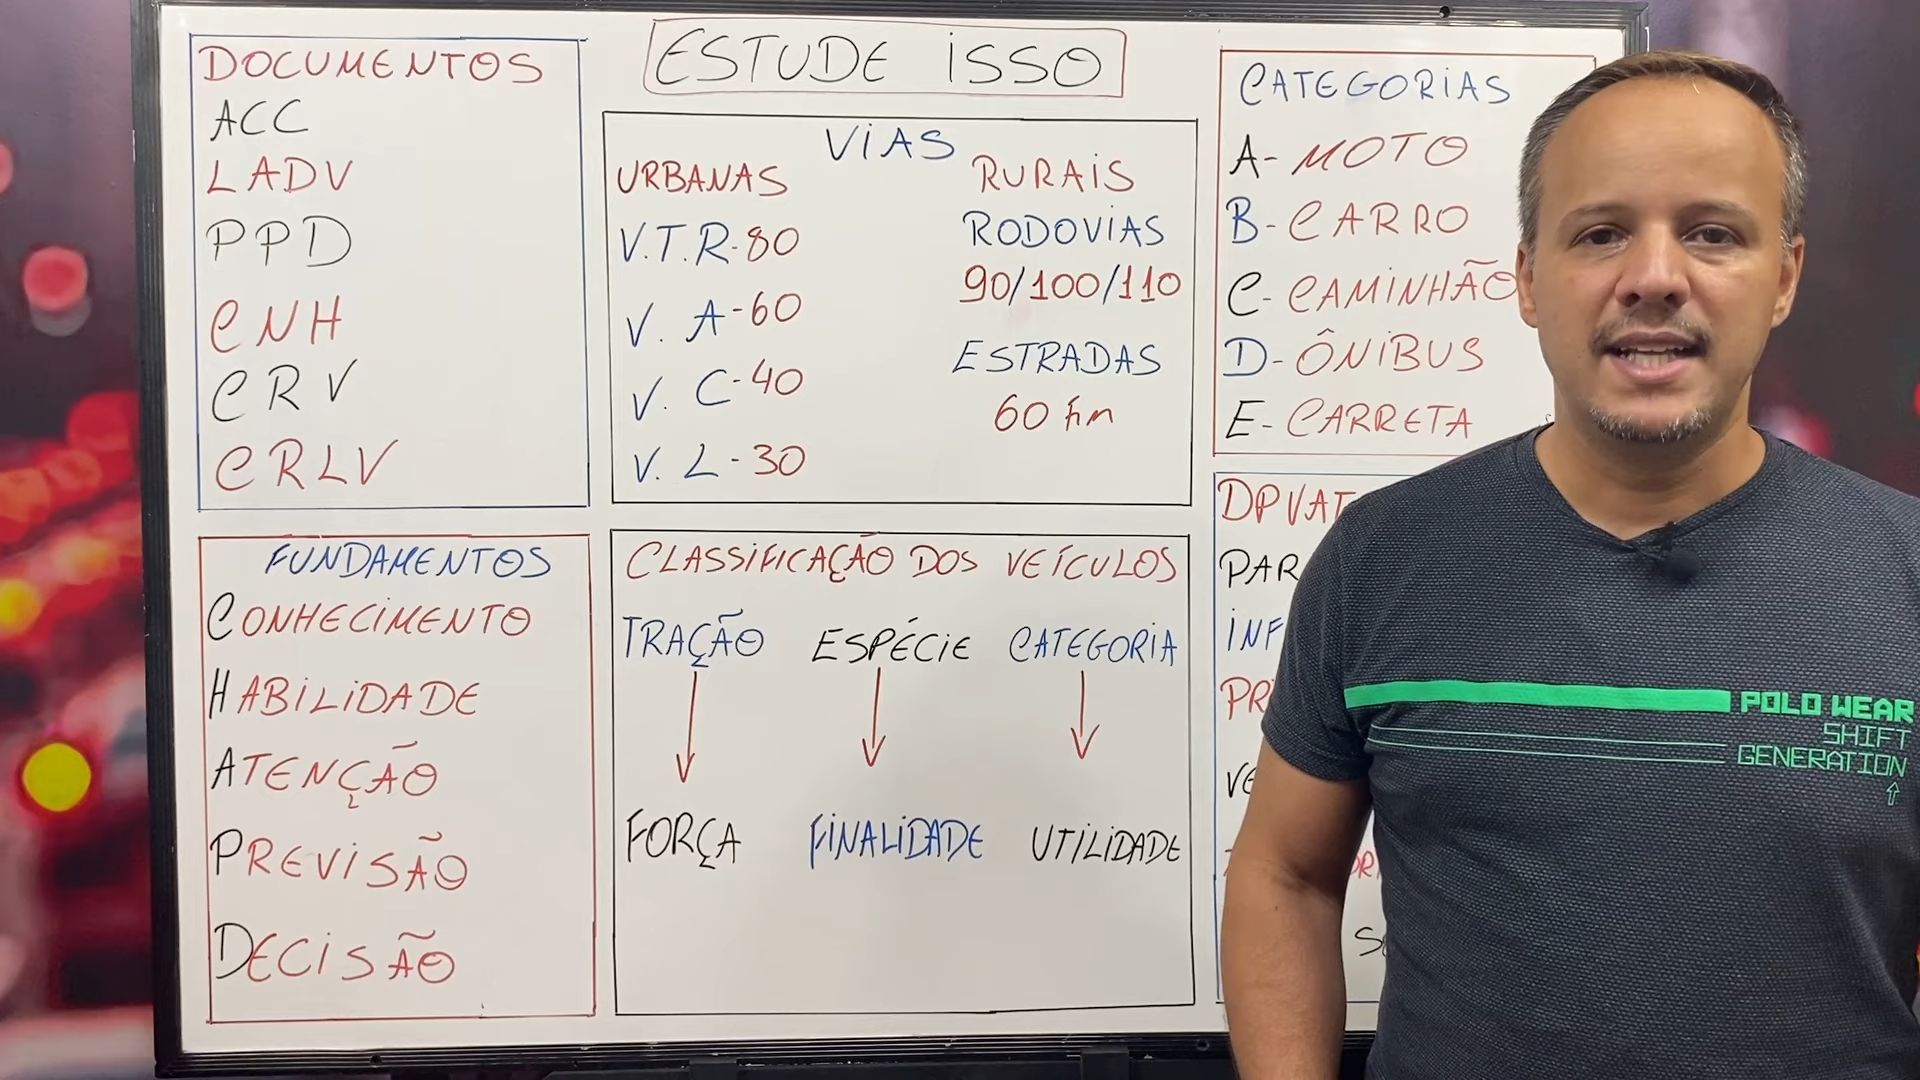 ESTUDE ISSO
DOCUMENTOS
ACC
LADV
PPD
CNH
CRV
CRLV
VIAS
URBANAS
V.T.R-80
V. A-60
V. C-40
V. L-30
RURAIS
RODOVIAS
90/100/110
ESTRADAS
60 km
CATEGORIAS
A- MOTO
B- CARRO
C- CAMINHÃO
D- ÔNIBUS
E- CARRETA
FUNDAMENTOS
CONHECIMENTO
HABILIDADE
ATENÇÃO
PREVISÃO
DECISÃO
CLASSIFICAÇÃO DOS VEÍCULOS
TRAÇÃO ESPÉCIE CATEGORIA
FORÇA FINALIDADE UTILIDADE
DPVAT
POLO WEAR
SHIFT
GENERATION